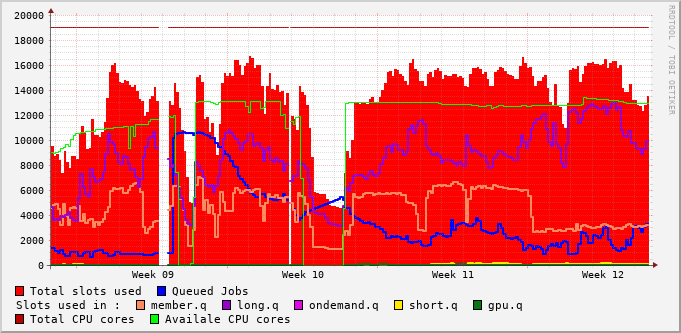 RRDTOOL / TOBI OETIKER
20000
18000
16000
14000
12000
10000
8000
6000
4000
2000
0
Week 09 Week 10 Week 11 Week 12
Total slots used Queued Jobs
Slots used in : member.q long.q ondemand.q short.q gpu.q
Total CPU cores Availale CPU cores